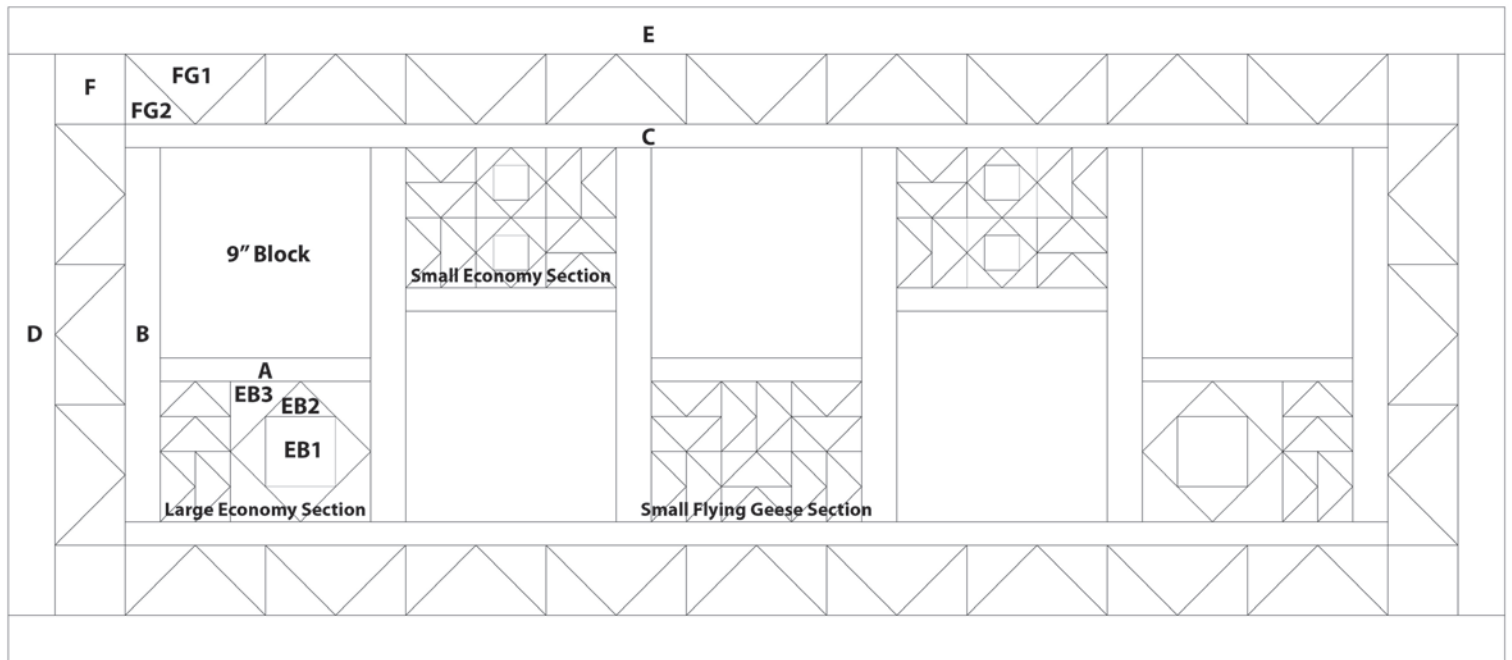 E
F
FG1
FG2
C
9” Block
Small Economy Section
D
B
A
EB3
EB2
EB1
Large Economy Section
Small Flying Geese Section